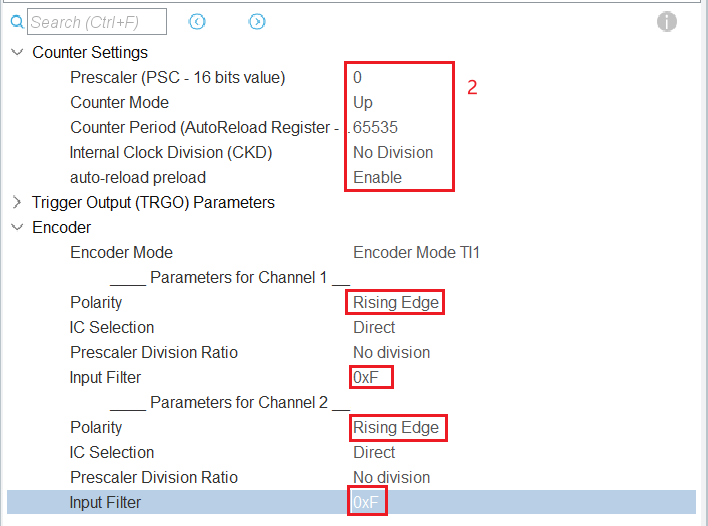 Search (Ctrl+F)
Counter Settings
Prescaler (PSC - 16 bits value) 0
2
Counter Mode Up
Counter Period (AutoReload Register - . 65535
Internal Clock Division (CKD) No Division
auto-reload preload Enable
Trigger Output (TRGO) Parameters
Encoder
Encoder Mode Encoder Mode TI1
____ Parameters for Channel 1 __
Polarity Rising Edge
IC Selection Direct
Prescaler Division Ratio No division
Input Filter 0xF
____ Parameters for Channel 2 __
Polarity Rising Edge
IC Selection Direct
Prescaler Division Ratio No division
Input Filter 0xF